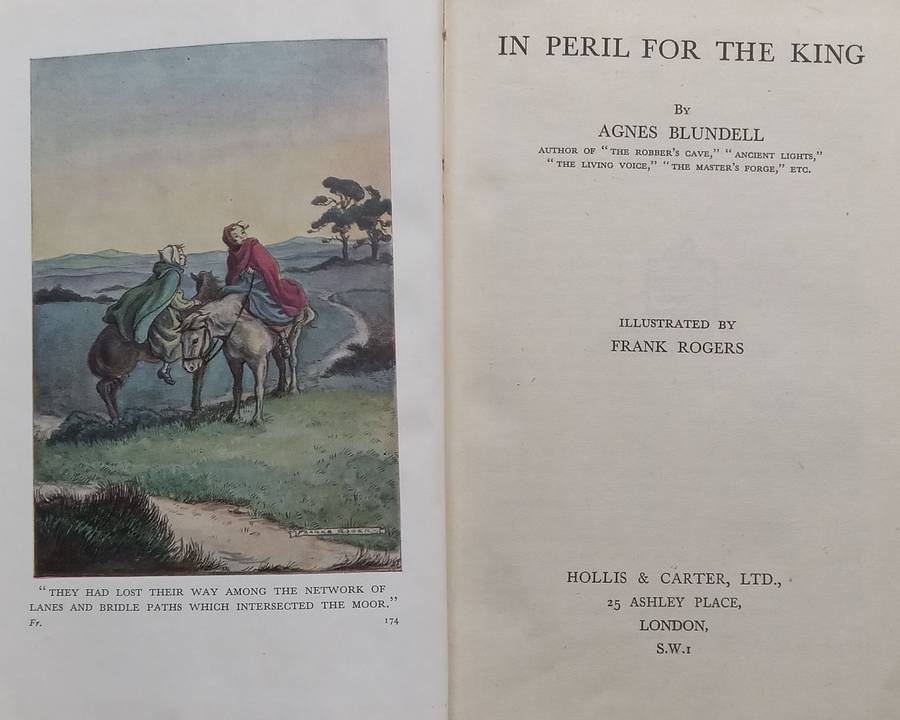 "THEY HAD LOST THEIR WAY AMONG THE NETWORK OF
LANES AND BRIDLE PATHS WHICH INTERSECTED THE MOOR."
Fr. 174
IN PERIL FOR THE KING
By
AGNES BLUNDELL
AUTHOR OF "THE ROBBER'S CAVE," "ANCIENT LIGHTS,"
"THE LIVING VOICE," "THE MASTER'S FORGE," ETC.
ILLUSTRATED BY
FRANK ROGERS
HOLLIS & CARTER, LTD.,
25 ASHLEY PLACE,
LONDON,
S.W.1